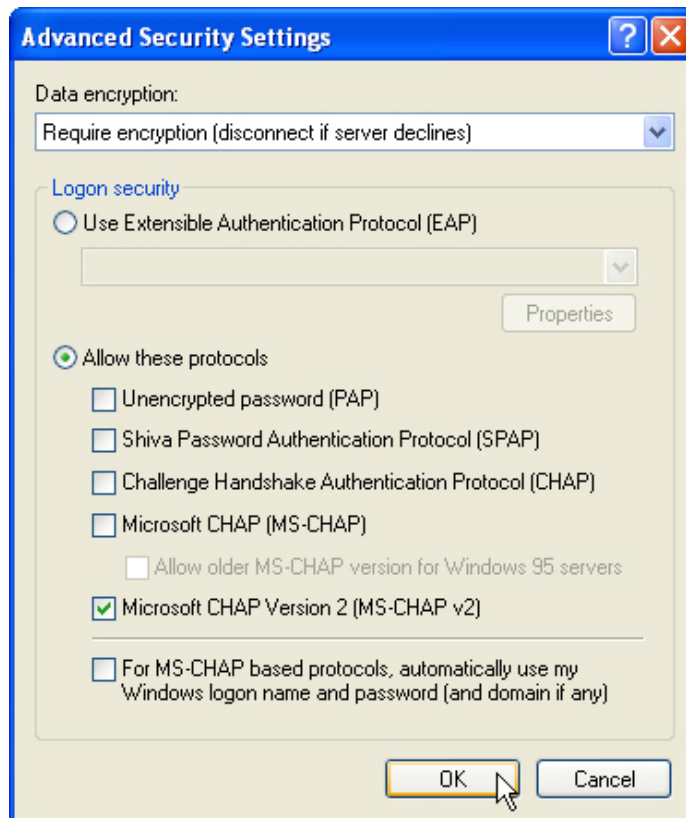 Advanced Security Settings
Data encryption:
Require encryption (disconnect if server declines)
Logon security
Use Extensible Authentication Protocol (EAP)
Properties
Allow these protocols
Unencrypted password (PAP)
Shiva Password Authentication Protocol (SPAP)
Challenge Handshake Authentication Protocol (CHAP)
Microsoft CHAP (MS-CHAP)
Allow older MS-CHAP version for Windows 95 servers
Microsoft CHAP Version 2 (MS-CHAP v2)
For MS-CHAP based protocols, automatically use my
Windows logon name and password (and domain if any)
OK Cancel